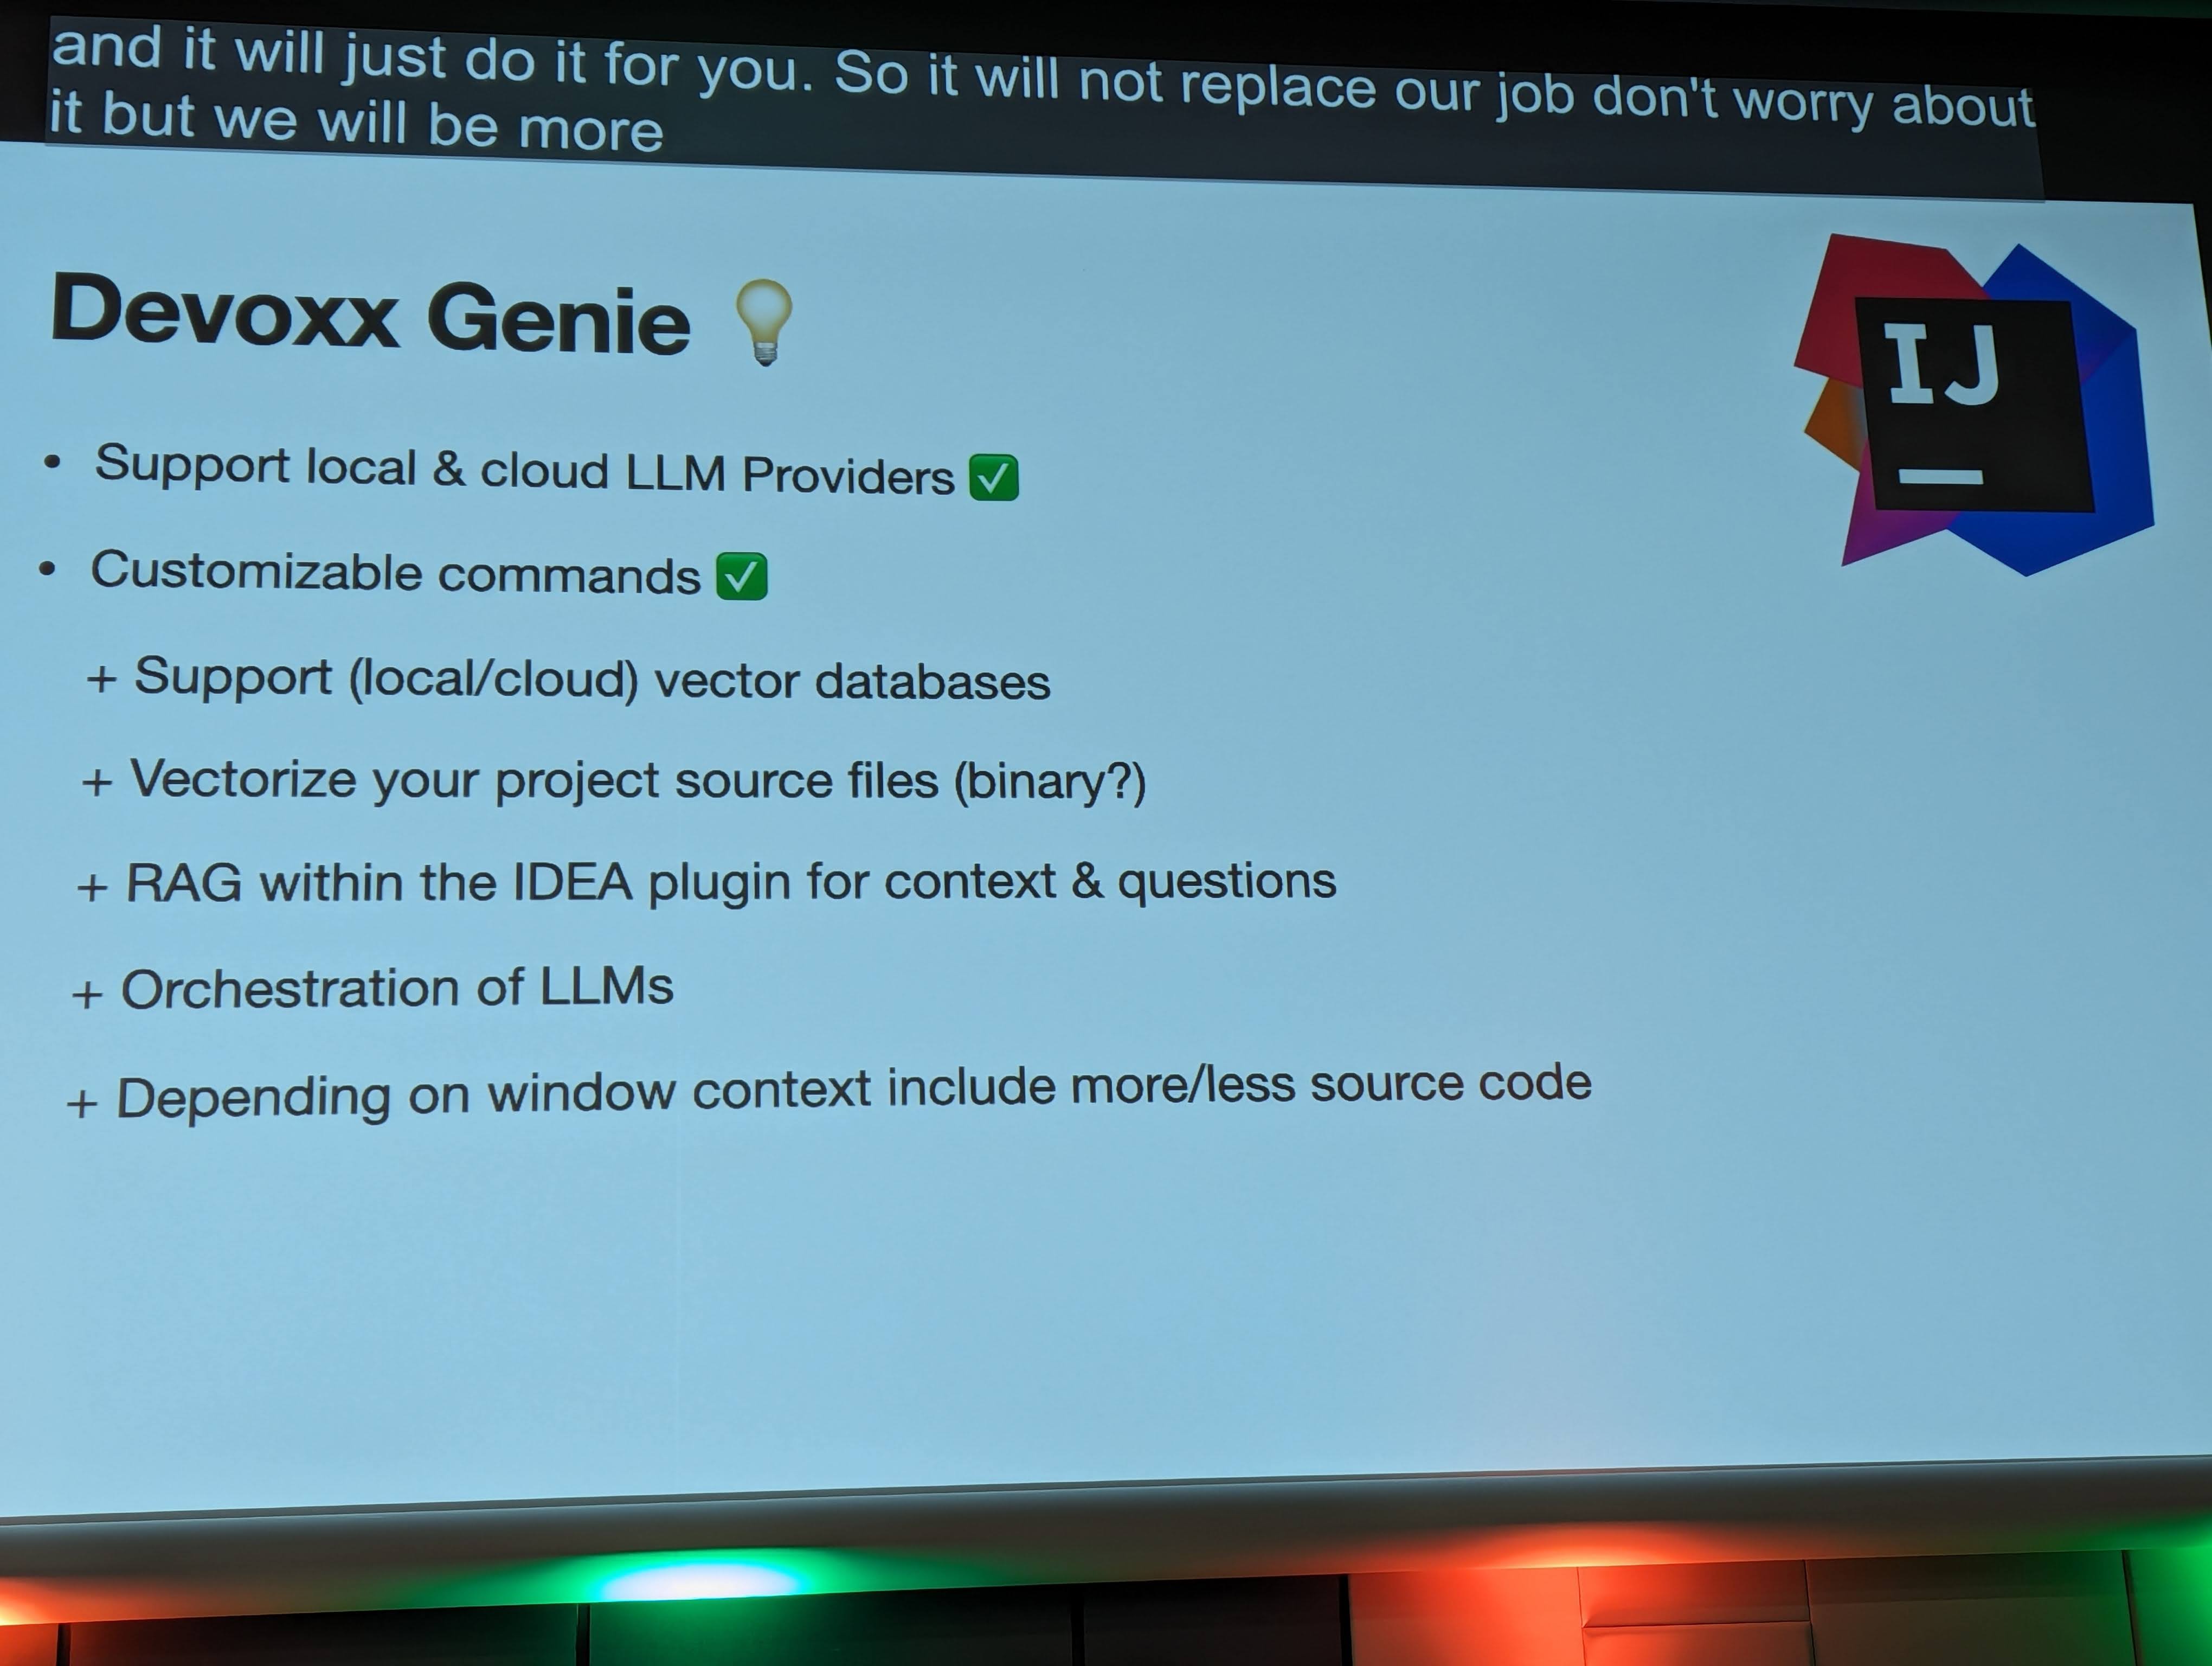 and it will just do it for you. So it will not replace our job don't worry about
it but we will be more
Devoxx Genie 💡
IJ
• Support local & cloud LLM Providers ✅
• Customizable commands ✅
+ Support (local/cloud) vector databases
+ Vectorize your project source files (binary?)
+ RAG within the IDEA plugin for context & questions
+ Orchestration of LLMs
+ Depending on window context include more/less source code